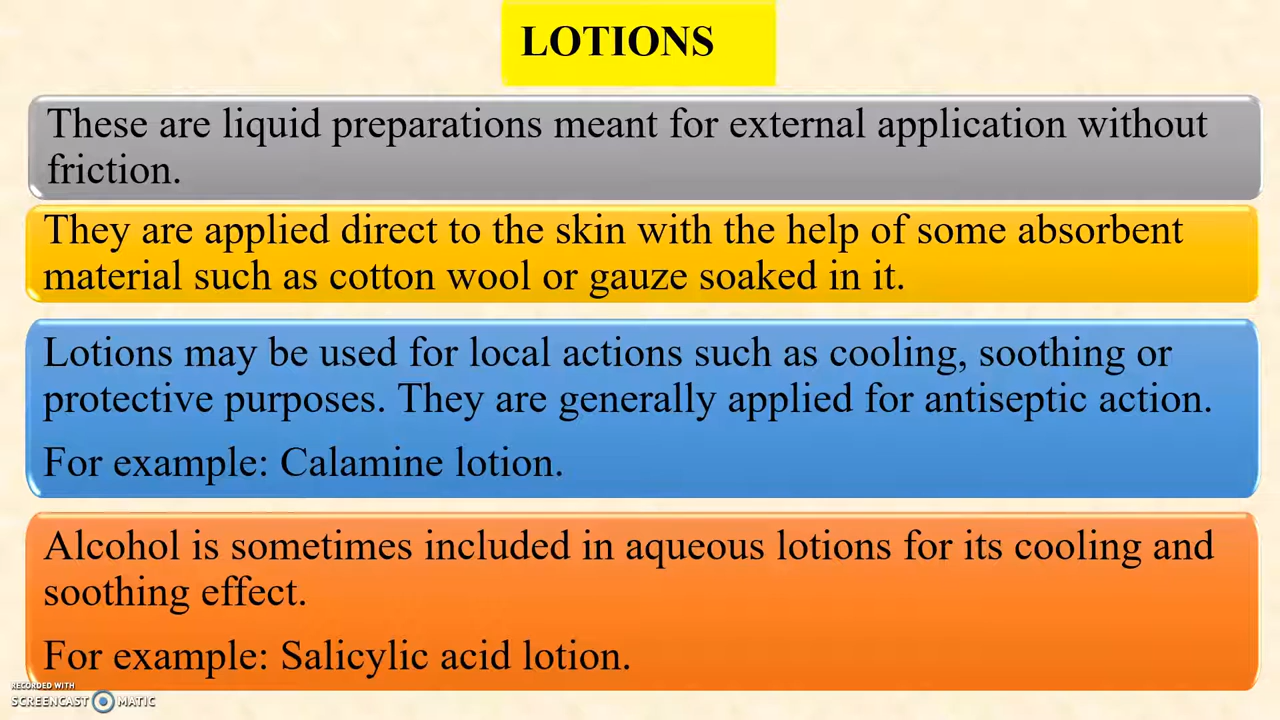 LOTIONS
These are liquid preparations meant for external application without
friction.
They are applied direct to the skin with the help of some absorbent
material such as cotton wool or gauze soaked in it.
Lotions may be used for local actions such as cooling, soothing or
protective purposes. They are generally applied for antiseptic action.
For example: Calamine lotion.
Alcohol is sometimes included in aqueous lotions for its cooling and
soothing effect.
For example: Salicylic acid lotion.
RECORDED WITH
SCREENCAST MATIC